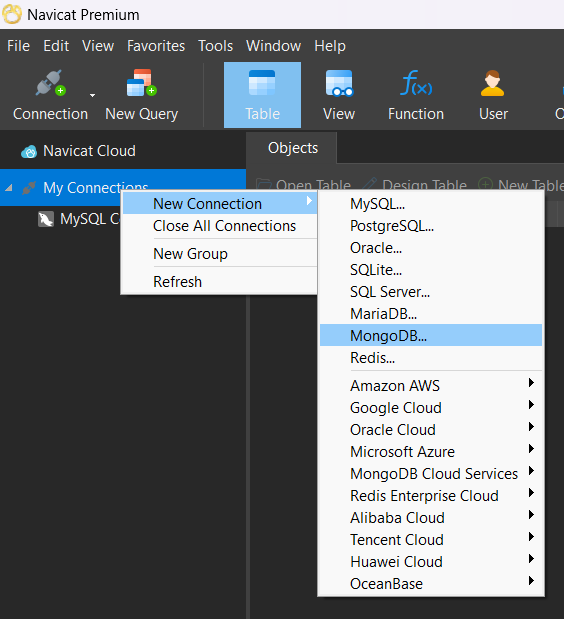 Navicat Premium
File Edit View Favorites Tools Window Help
Connection New Query Table View Function User
Navicat Cloud
Objects
My Connections
Open Table Design Table New Table
MySQL
New Connection
Close All Connections
New Group
Refresh
MySQL...
PostgreSQL...
Oracle...
SQLite...
SQL Server...
MariaDB...
MongoDB...
Redis...
Amazon AWS
Google Cloud
Oracle Cloud
Microsoft Azure
MongoDB Cloud Services
Redis Enterprise Cloud
Alibaba Cloud
Tencent Cloud
Huawei Cloud
OceanBase